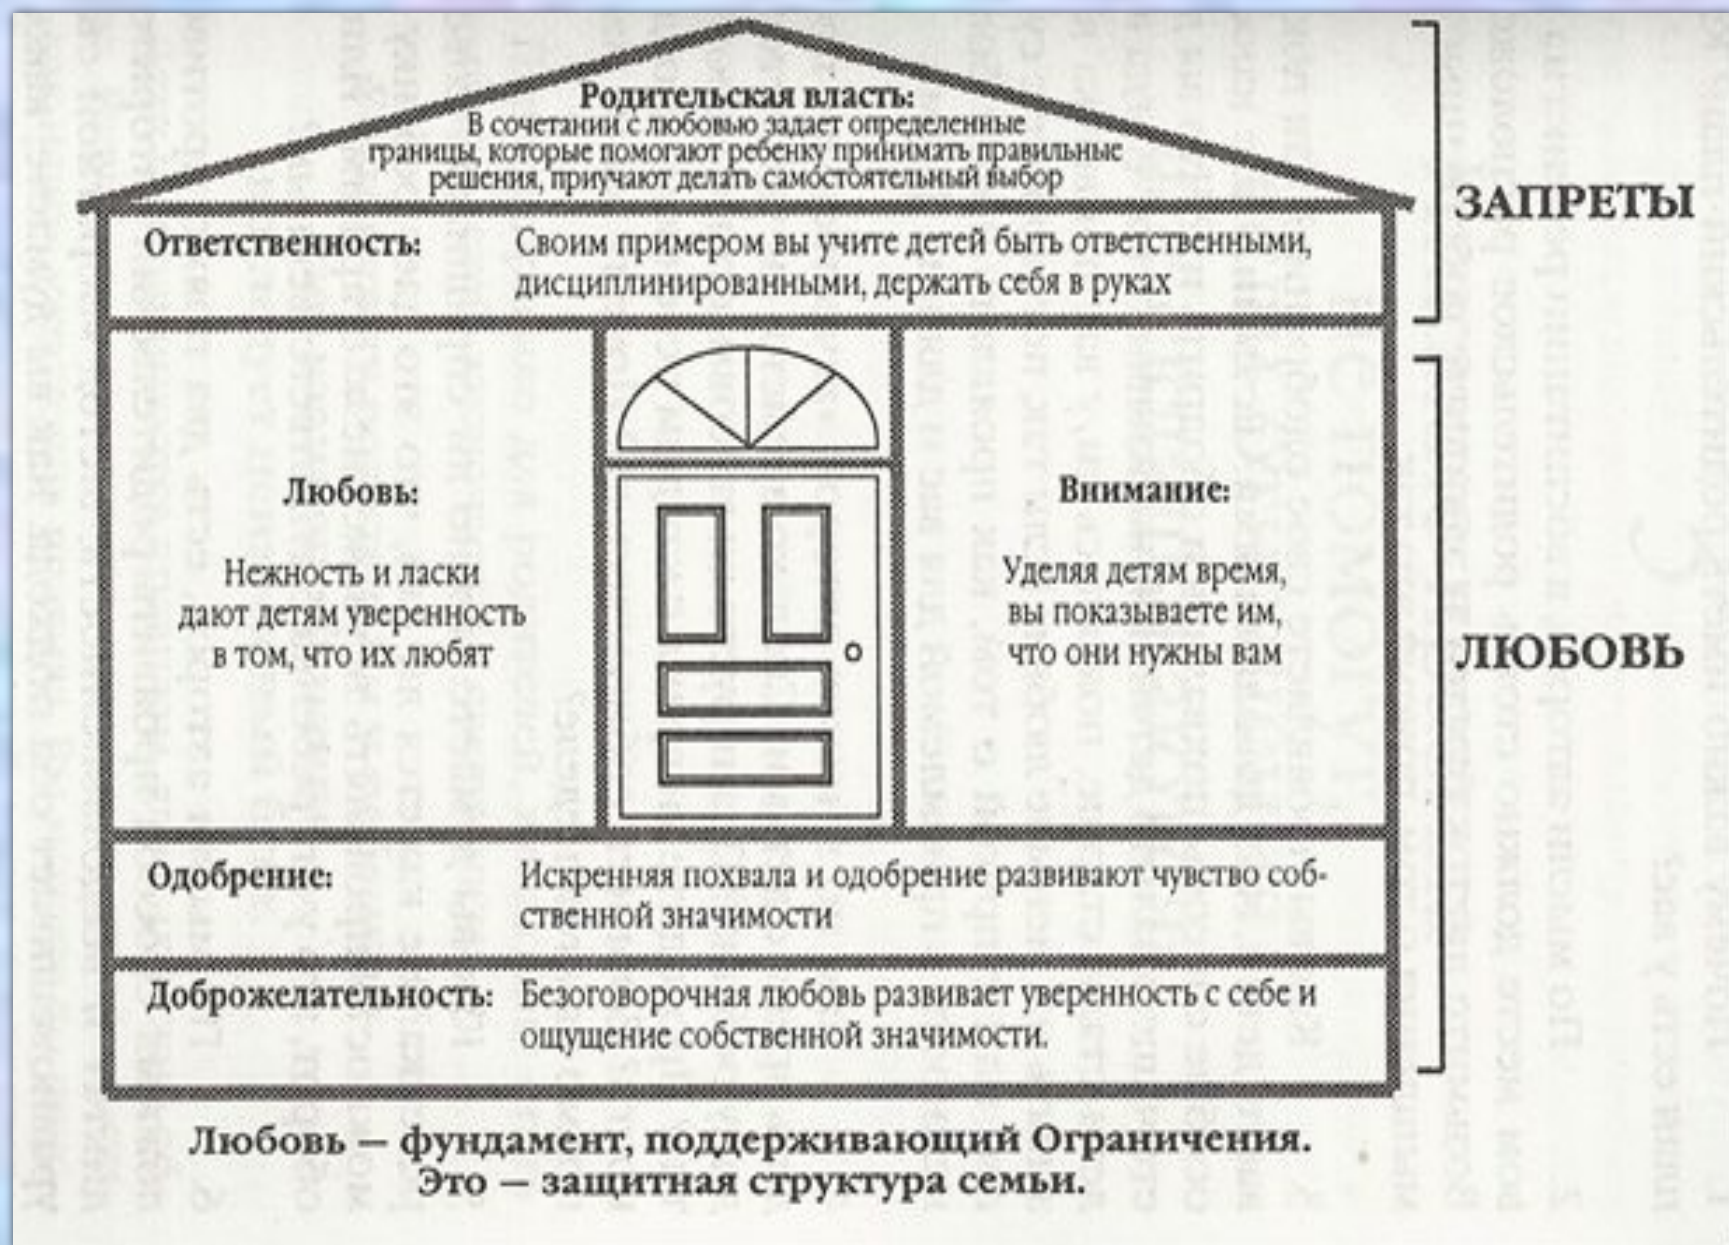 Родительская власть:
В сочетании с любовью задает определенные
границы, которые помогают ребенку принимать правильные
решения, приучают делать самостоятельный выбор
ЗАПРЕТЫ
Ответственность: Своим примером вы учите детей быть ответственными,
дисциплинированными, держать себя в руках
Любовь:
Нежность и ласки
дают детям уверенность
в том, что их любят
Внимание:
Уделяя детям время,
вы показываете им,
что они нужны вам
ЛЮБОВЬ
Одобрение: Искренняя похвала и одобрение развивают чувство соб-
ственной значимости
Доброжелательность: Безоговорочная любовь развивает уверенность с себе и
ощущение собственной значимости.
Любовь — фундамент, поддерживающий Ограничения.
Это — защитная структура семьи.